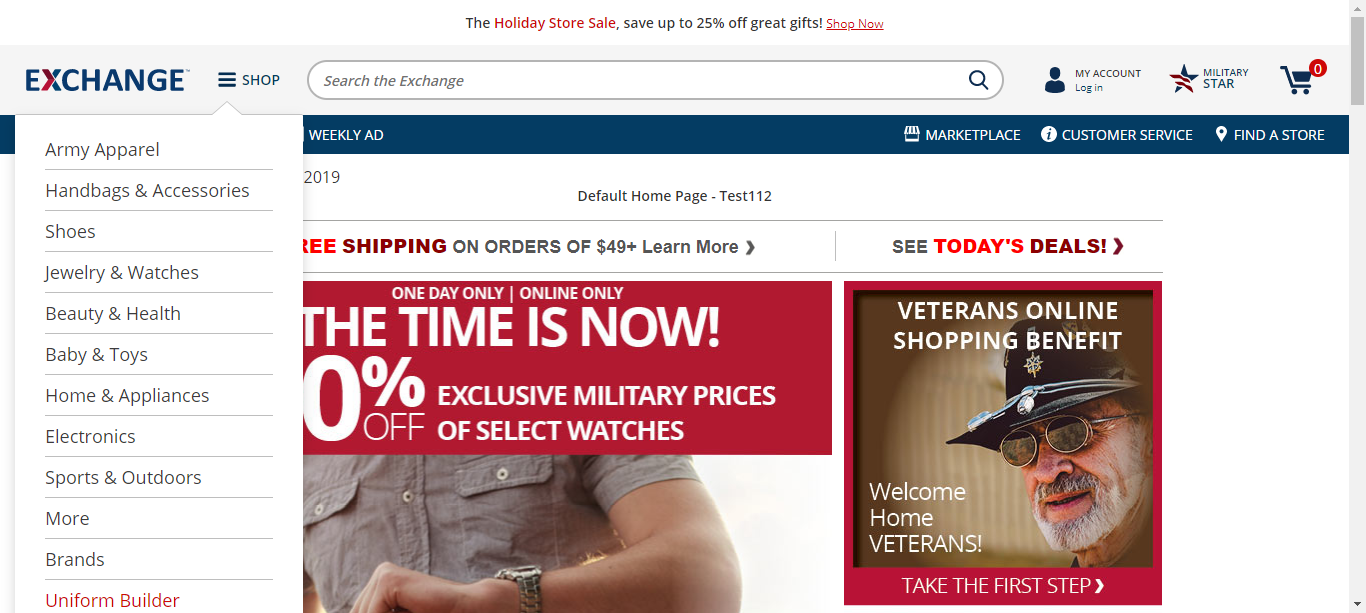 The Holiday Store Sale, save up to 25% off great gifts! Shop Now
EXCHANGE™
SHOP
Search the Exchange
MY ACCOUNT
Log in
MILITARY
STAR
0
WEEKLY AD
MARKETPLACE
CUSTOMER SERVICE
FIND A STORE
Army Apparel
Handbags & Accessories
Shoes
Jewelry & Watches
Beauty & Health
Baby & Toys
Home & Appliances
Electronics
Sports & Outdoors
More
Brands
Uniform Builder
2019
Default Home Page - Test112
REE SHIPPING ON ORDERS OF $49+ Learn More ❯
SEE TODAY'S DEALS! ❯
ONE DAY ONLY | ONLINE ONLY
THE TIME IS NOW!
0% OFF
EXCLUSIVE MILITARY PRICES
OF SELECT WATCHES
VETERANS ONLINE
SHOPPING BENEFIT
Welcome
Home
VETERANS!
TAKE THE FIRST STEP ❯